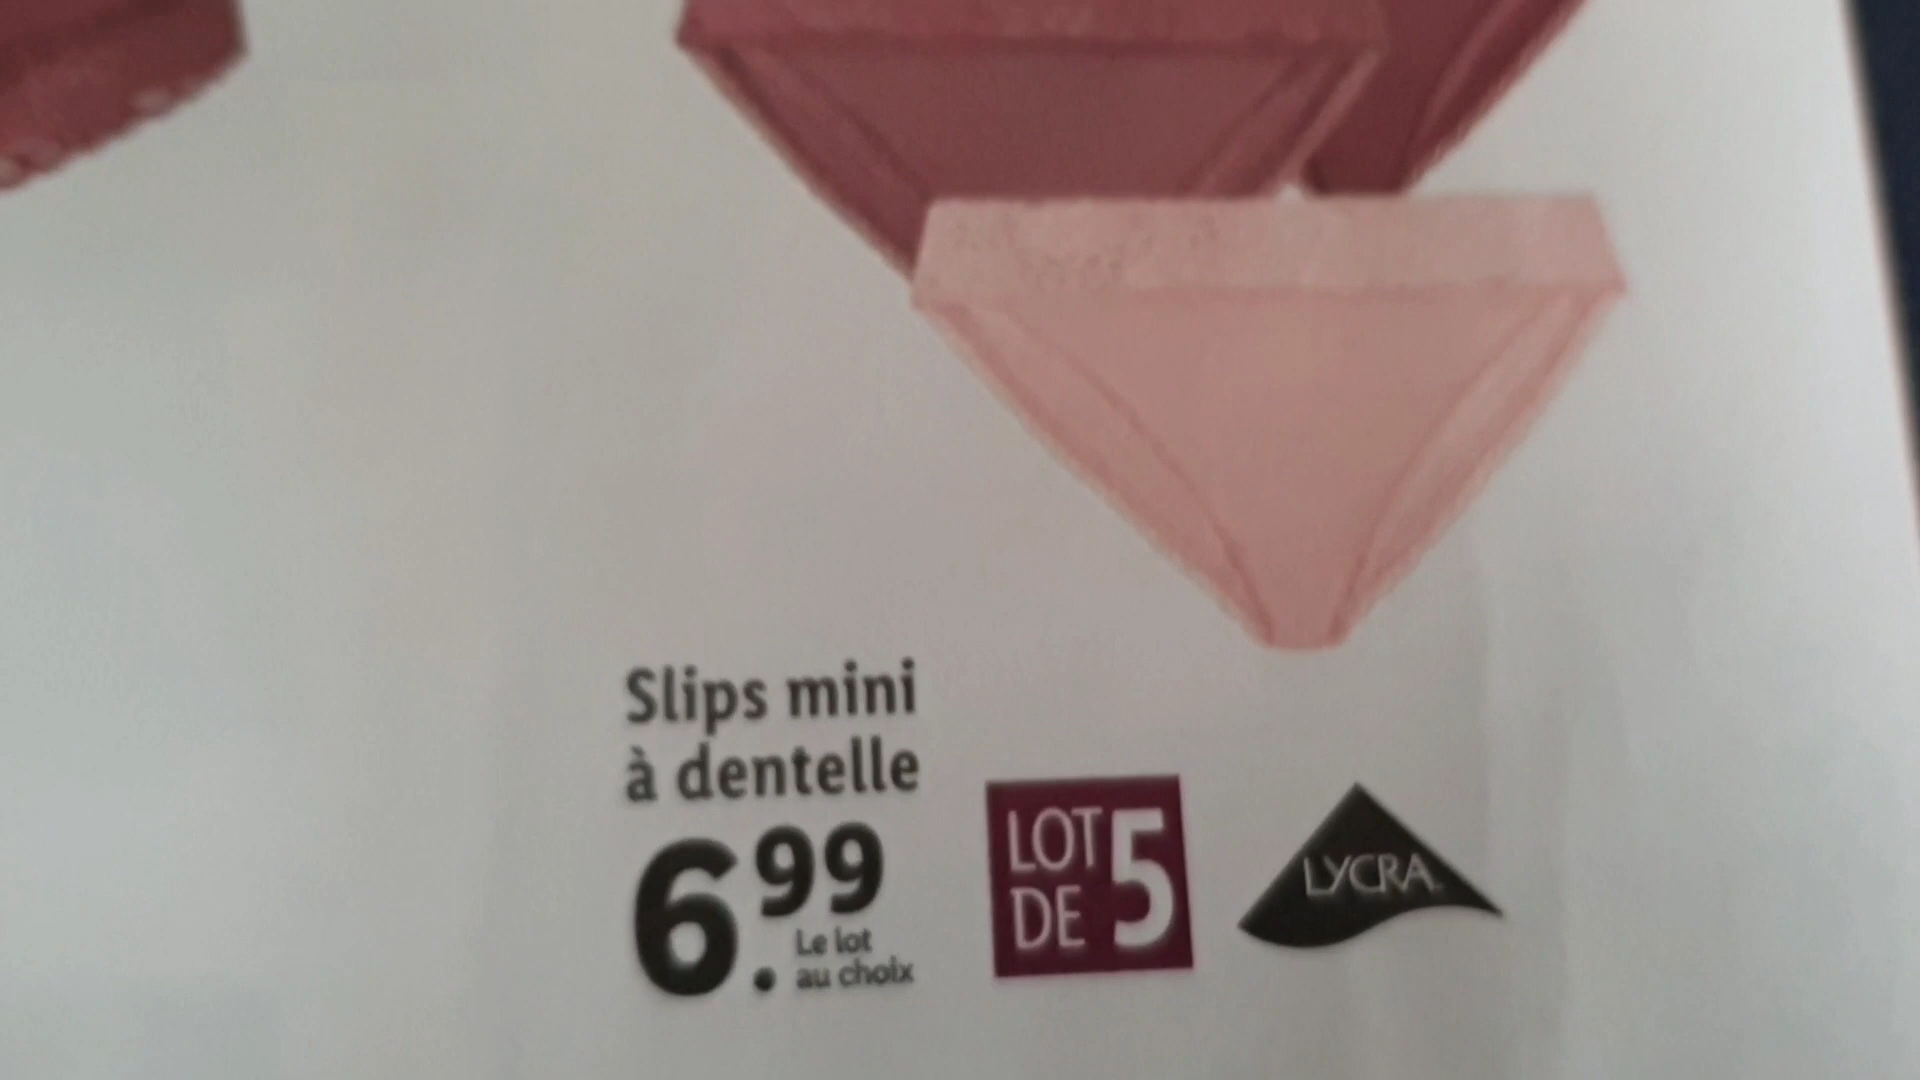 Slips mini
à dentelle
6.99
Le lot
au choix
LOT
DE 5
LYCRA